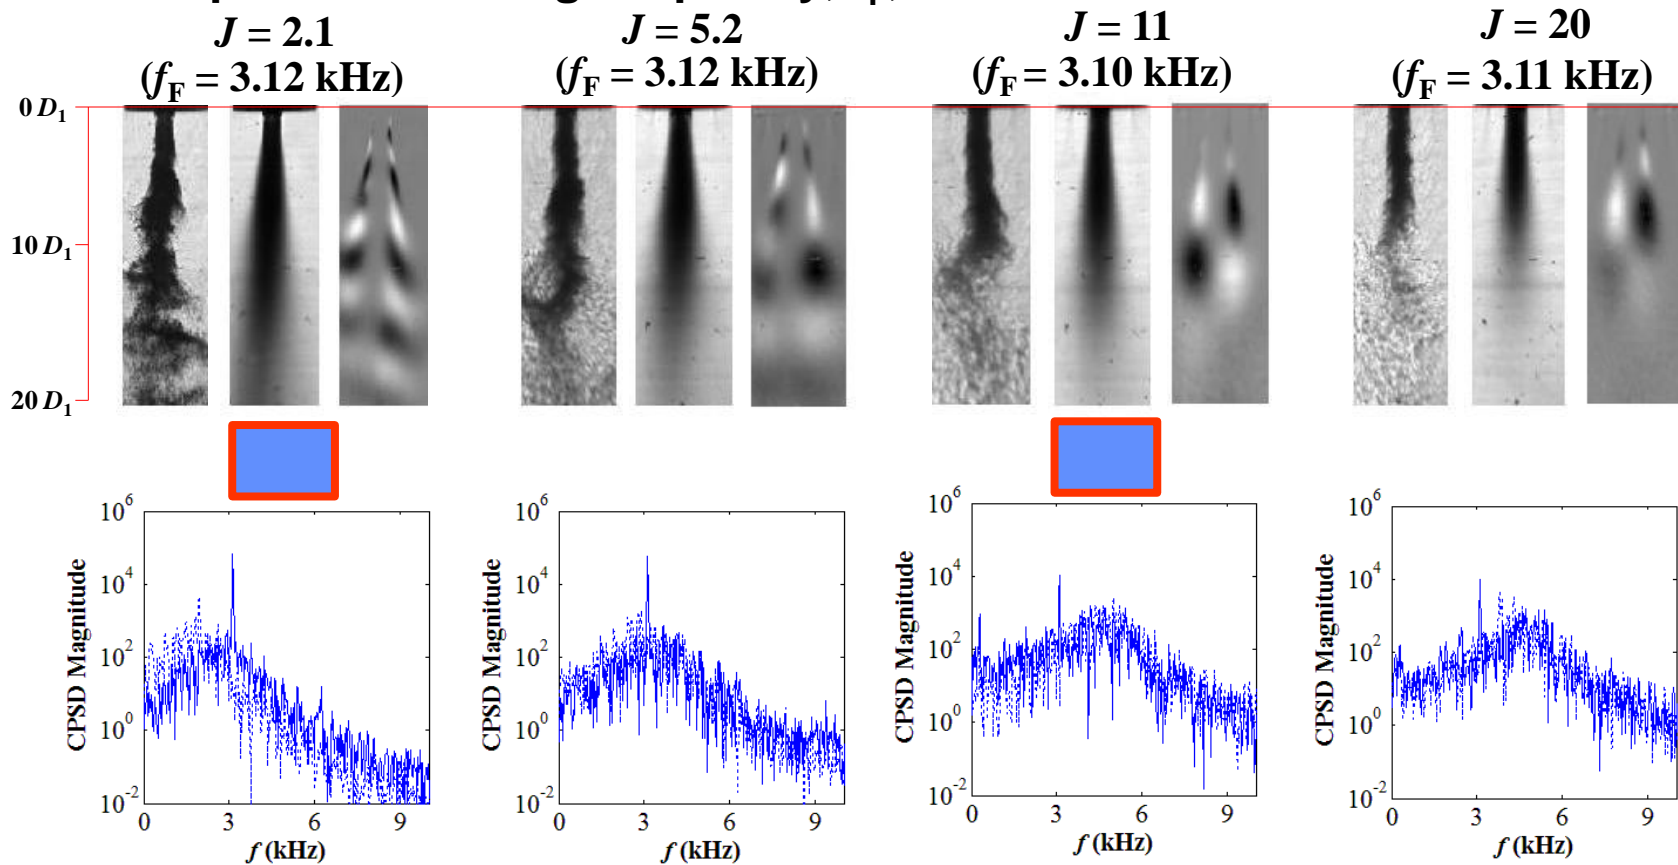 J = 2.1
(fF = 3.12 kHz)
J = 5.2
(fF = 3.12 kHz)
J = 11
(fF = 3.10 kHz)
J = 20
(fF = 3.11 kHz)
0 D1
10 D1
20 D1
CPSD Magnitude
10^6
10^4
10^2
10^0
10^-2
0 3 6 9
f (kHz)
CPSD Magnitude
10^6
10^4
10^2
10^0
10^-2
0 3 6 9
f (kHz)
CPSD Magnitude
10^6
10^4
10^2
10^0
10^-2
0 3 6 9
f (kHz)
CPSD Magnitude
10^6
10^4
10^2
10^0
10^-2
0 3 6 9
f (kHz)